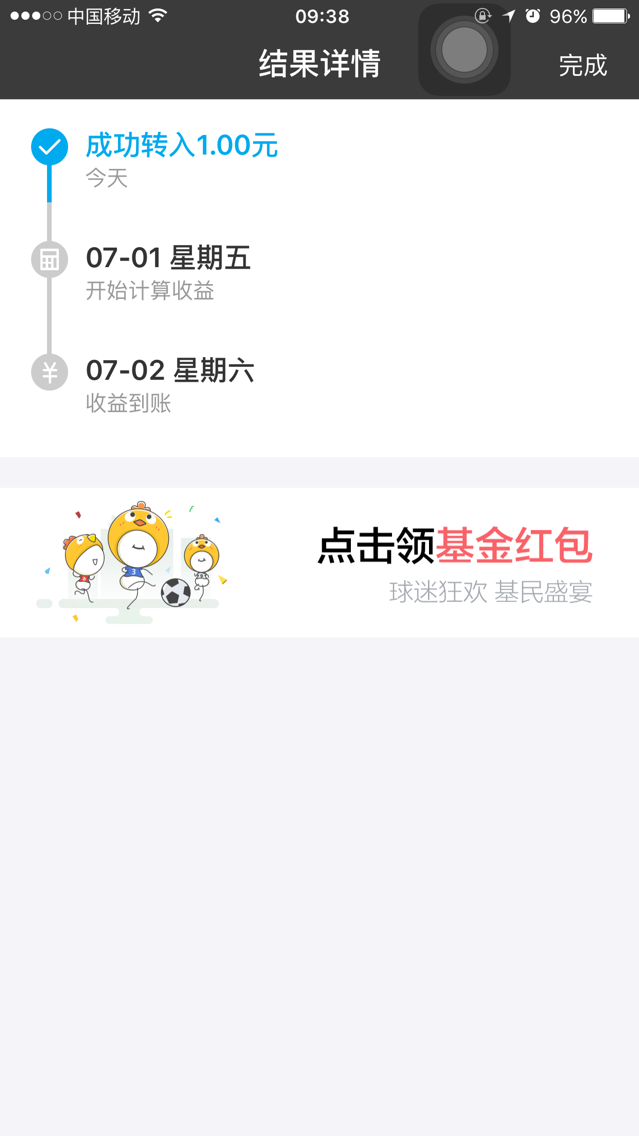 中国移动 09:38 96%
结果详情 完成
成功转入1.00元
今天
07-01 星期五
开始计算收益
¥ 07-02 星期六
收益到账
点击领基金红包
球迷狂欢 基民盛宴
3